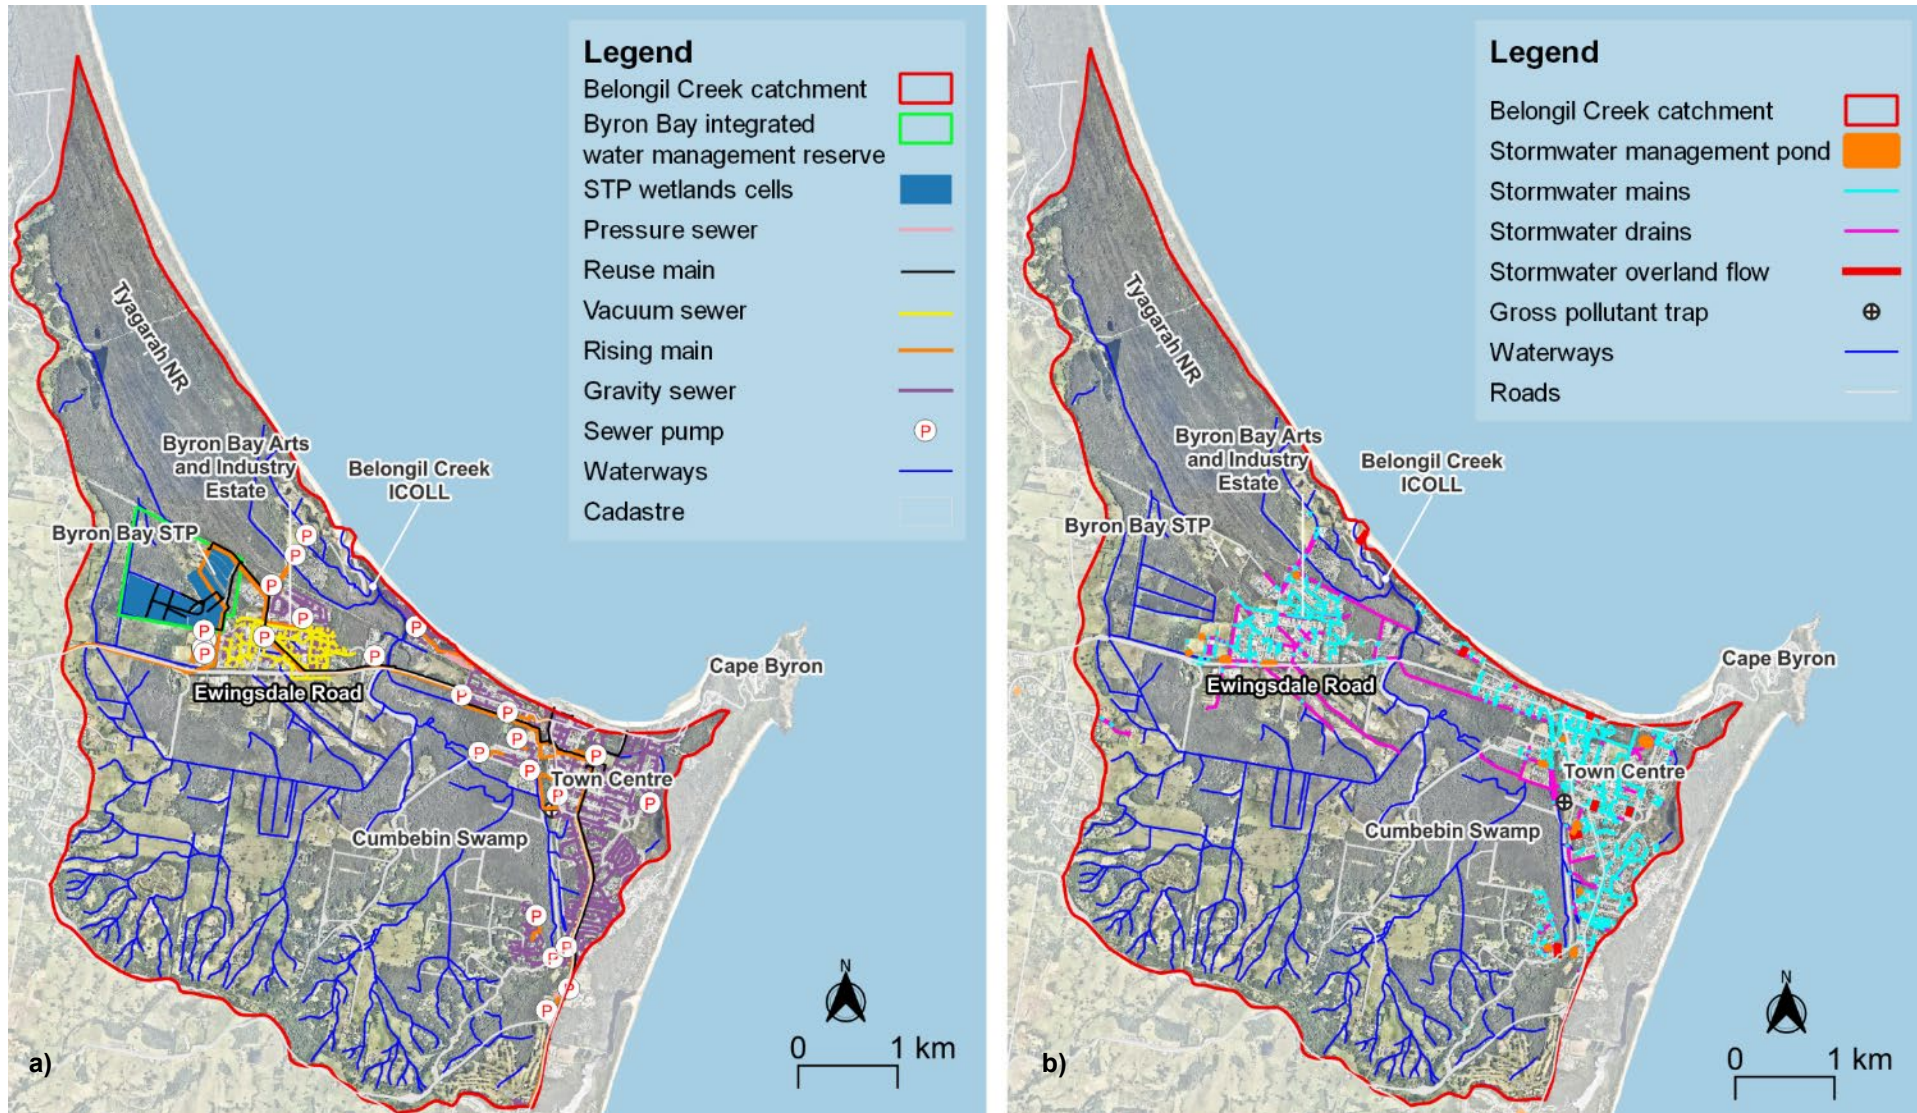 Legend
Belongil Creek catchment
Byron Bay integrated
water management reserve
STP wetlands cells
Pressure sewer
Reuse main
Vacuum sewer
Rising main
Gravity sewer
Sewer pump
P
Waterways
Cadastre
Tyagarah NR
Byron Bay Arts
and Industry
Estate
Belongil Creek
ICOLL
Byron Bay STP
P
P
P
P
P
P
P
P
P
Ewingsdale Road
Cape Byron
P
P
P
P
P
P
Town Centre
P
P
Cumbebin Swamp
P
P
P
P
P
N
0 1 km
a)
Legend
Belongil Creek catchment
Stormwater management pond
Stormwater mains
Stormwater drains
Stormwater overland flow
Gross pollutant trap
Waterways
Roads
Tyagarah NR
Byron Bay Arts
and Industry
Estate
Belongil Creek
ICOLL
Byron Bay STP
Ewingsdale Road
Cape Byron
Town Centre
Cumbebin Swamp
N
0 1 km
b)